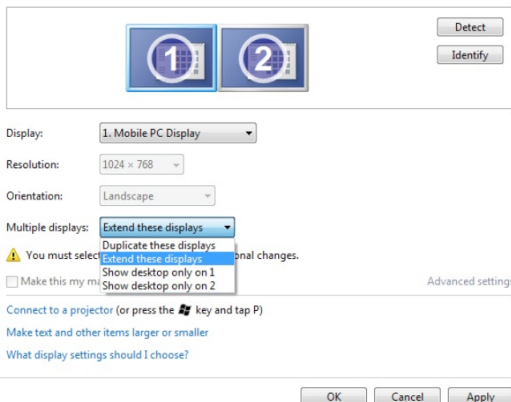 1 2
Detect
Identify
Display: 1. Mobile PC Display
Resolution: 1024 × 768
Orientation: Landscape
Multiple displays: Extend these displays
Duplicate these displays
Extend these displays
Show desktop only on 1
Show desktop only on 2
You must selec onal changes.
Make this my m Advanced setting
Connect to a projector (or press the key and tap P)
Make text and other items larger or smaller
What display settings should I choose?
OK Cancel Apply